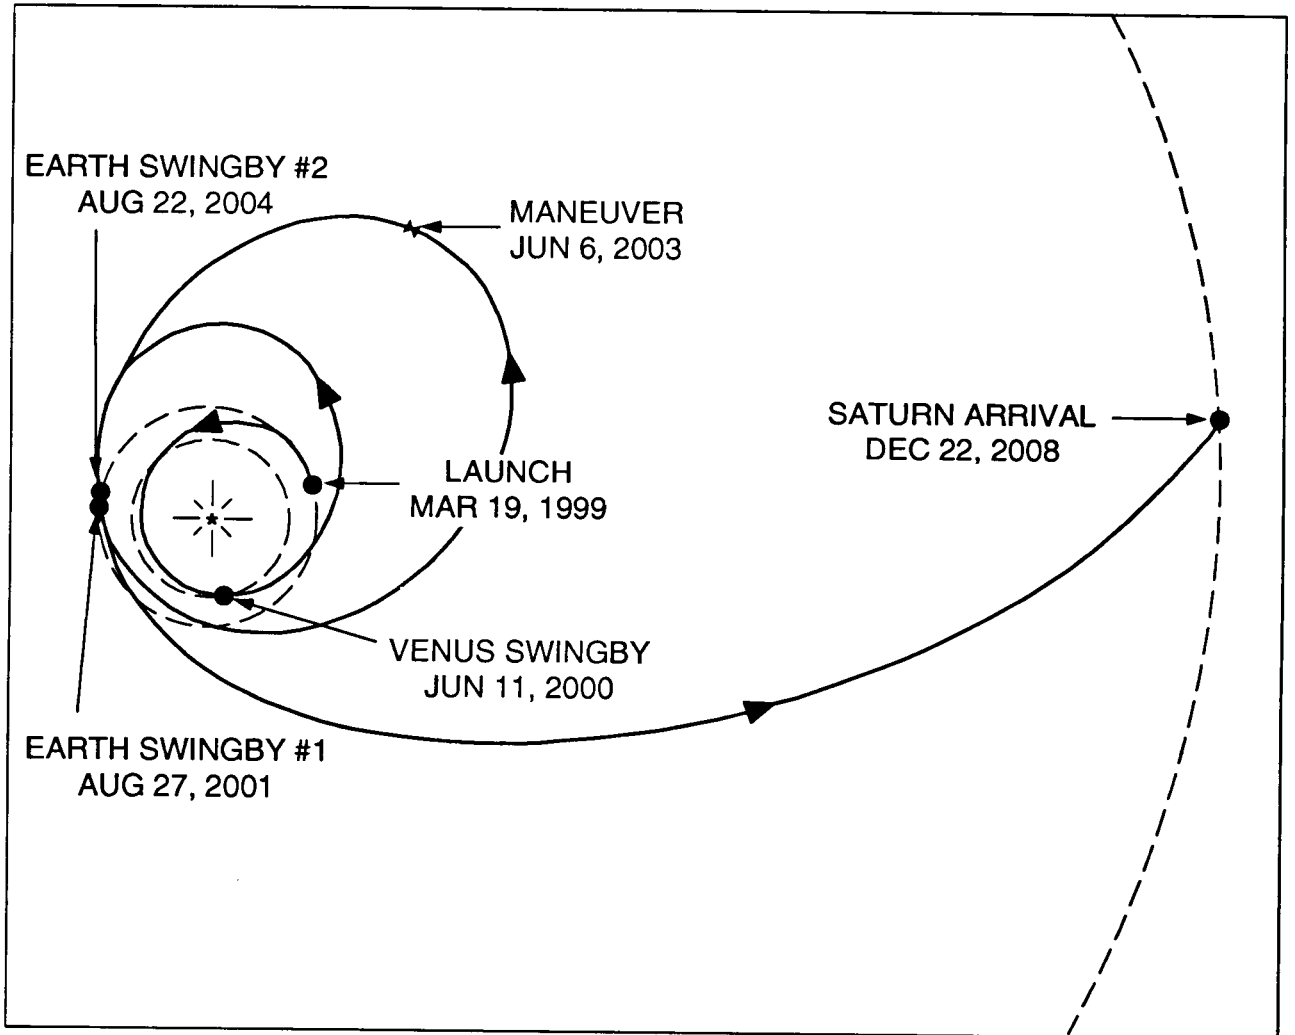 EARTH SWINGBY #2
AUG 22, 2004
MANEUVER
JUN 6, 2003
SATURN ARRIVAL
DEC 22, 2008
LAUNCH
MAR 19, 1999
VENUS SWINGBY
JUN 11, 2000
EARTH SWINGBY #1
AUG 27, 2001